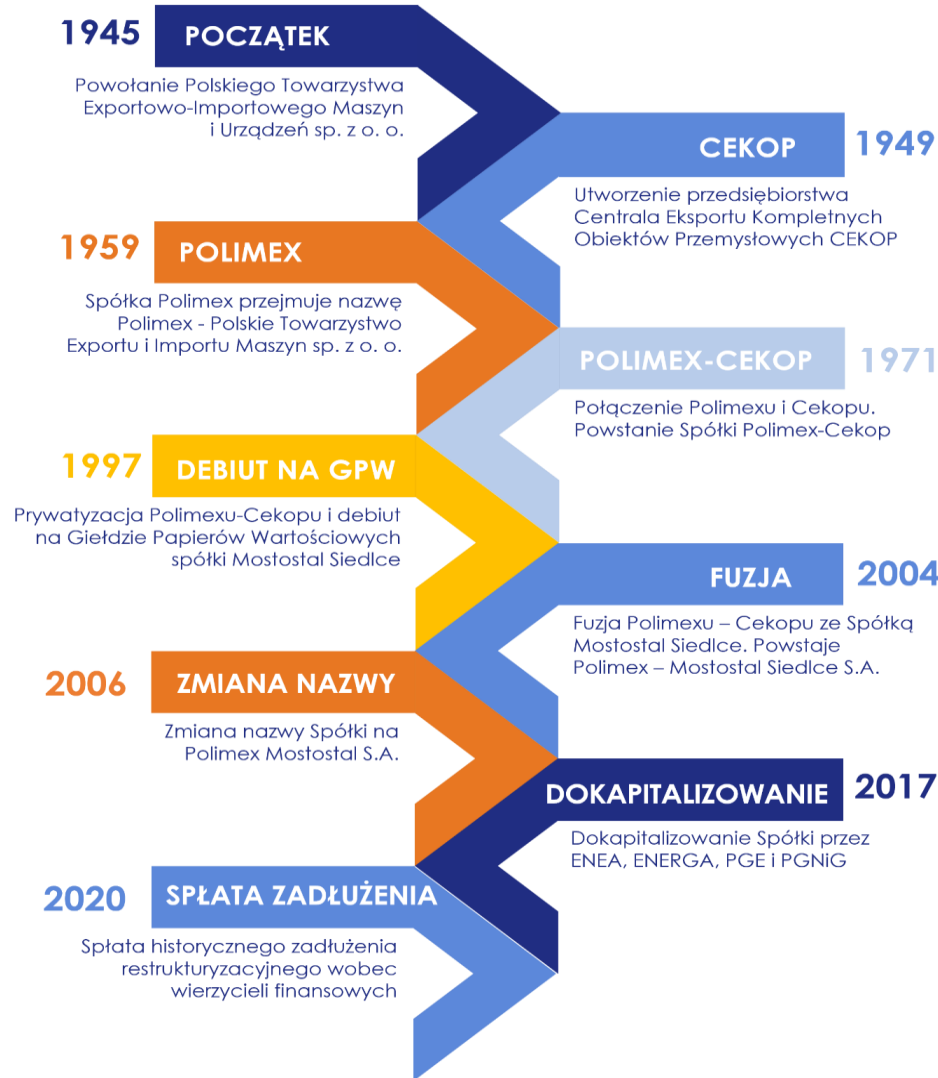 1945 POCZĄTEK
Powołanie Polskiego Towarzystwa
Exportowo-Importowego Maszyn
i Urządzeń sp. z o. o.
CEKOP 1949
Utworzenie przedsiębiorstwa
Centrala Eksportu Kompletnych
Obiektów Przemysłowych CEKOP
1959 POLIMEX
Spółka Polimex przejmuje nazwę
Polimex - Polskie Towarzystwo
Exportu i Importu Maszyn sp. z o. o.
POLIMEX-CEKOP 1971
Połączenie Polimexu i Cekopu.
Powstanie Spółki Polimex-Cekop
1997 DEBIUT NA GPW
Prywatyzacja Polimexu-Cekopu i debiut
na Giełdzie Papierów Wartościowych
spółki Mostostal Siedlce
FUZJA 2004
Fuzja Polimexu – Cekopu ze Spółką
Mostostal Siedlce. Powstaje
Polimex – Mostostal Siedlce S.A.
2006 ZMIANA NAZWY
Zmiana nazwy Spółki na
Polimex Mostostal S.A.
DOKAPITALIZOWANIE 2017
Dokapitalizowanie Spółki przez
ENEA, ENERGA, PGE i PGNiG
2020 SPŁATA ZADŁUŻENIA
Spłata historycznego zadłużenia
restrukturyzacyjnego wobec
wierzycieli finansowych